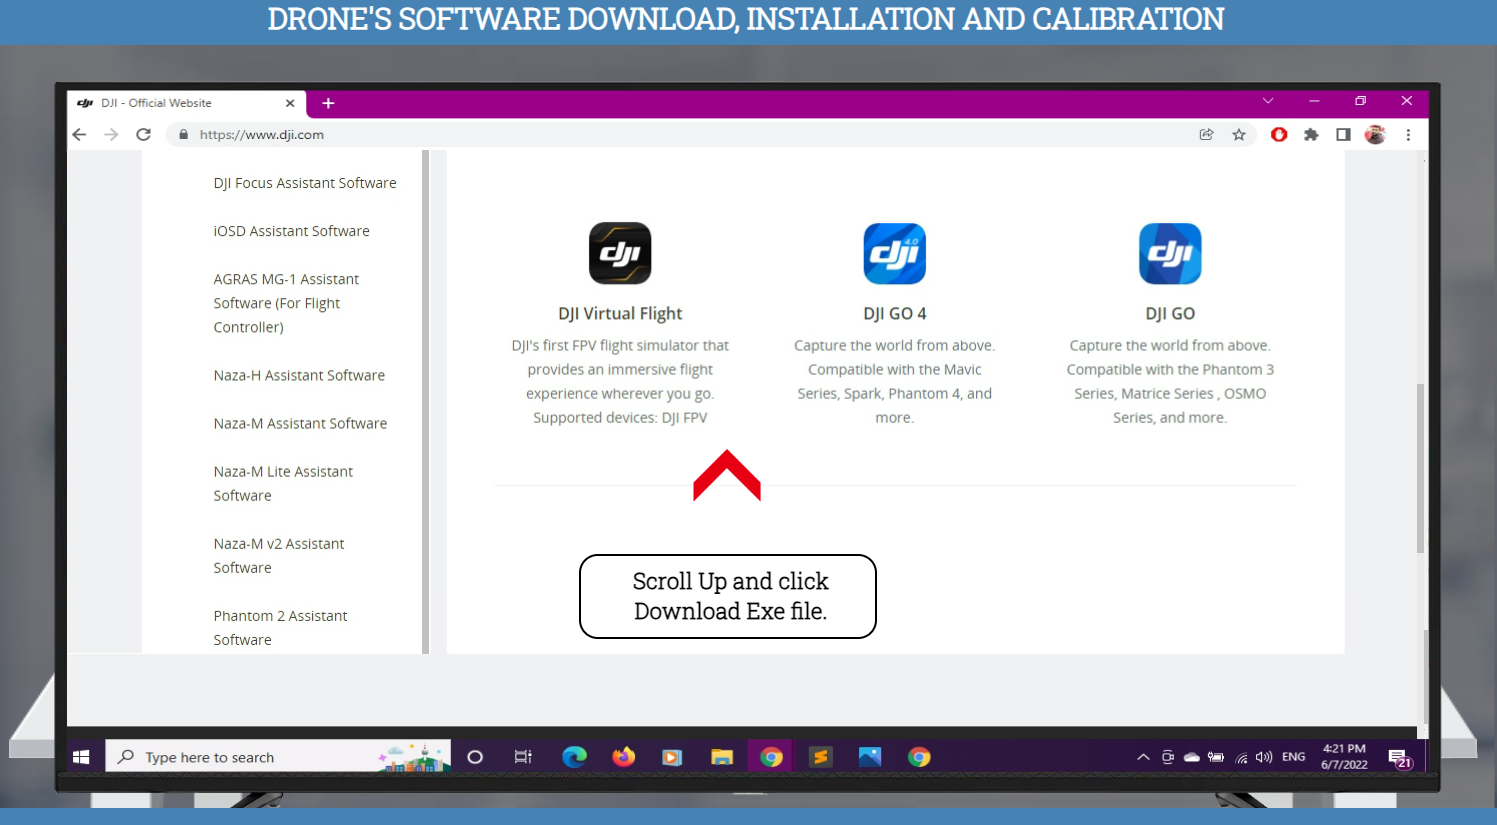 DRONE'S SOFTWARE DOWNLOAD, INSTALLATION AND CALIBRATION
dji DJI - Official Website
https://www.dji.com
DJI Focus Assistant Software
iOSD Assistant Software
AGRAS MG-1 Assistant
Software (For Flight
Controller)
Naza-H Assistant Software
Naza-M Assistant Software
Naza-M Lite Assistant
Software
Naza-M v2 Assistant
Software
Phantom 2 Assistant
Software
dji
DJI Virtual Flight
DJI's first FPV flight simulator that
provides an immersive flight
experience wherever you go.
Supported devices: DJI FPV
dji 4.0
DJI GO 4
Capture the world from above.
Compatible with the Mavic
Series, Spark, Phantom 4, and
more.
dji
DJI GO
Capture the world from above.
Compatible with the Phantom 3
Series, Matrice Series , OSMO
Series, and more.
Scroll Up and click
Download Exe file.
Type here to search
ENG
4:21 PM
6/7/2022
21